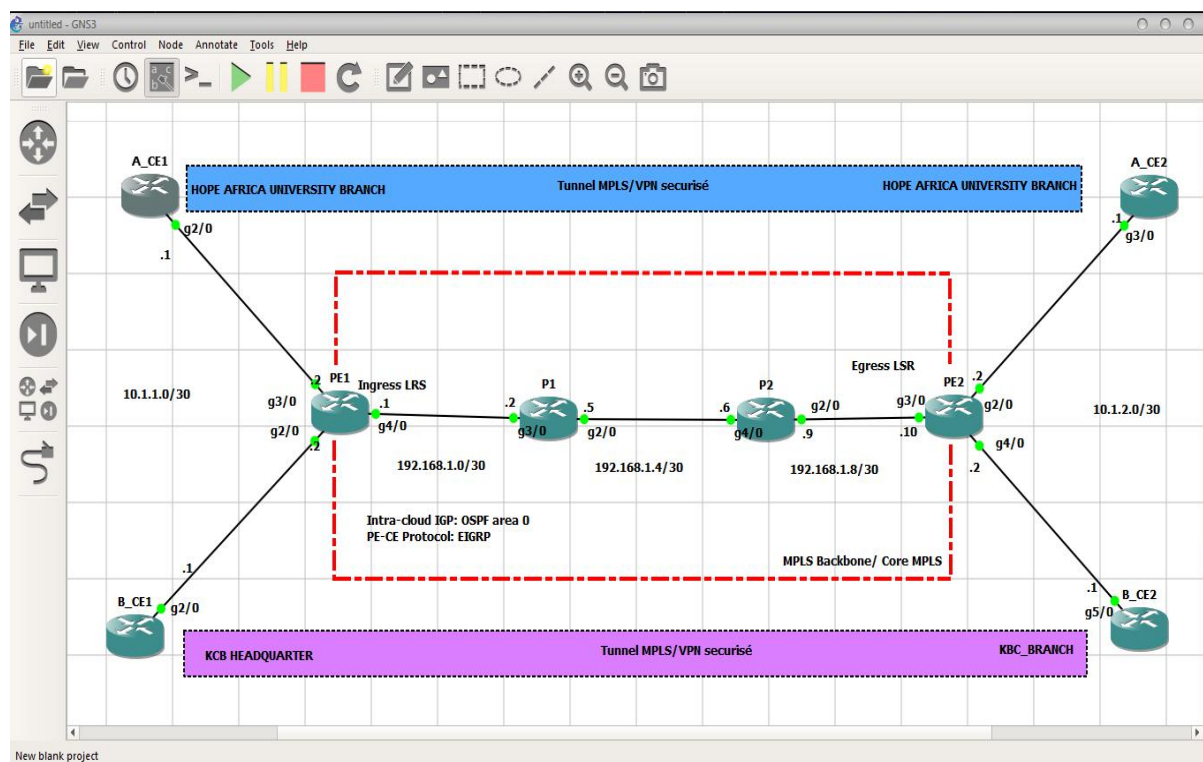 untitled - GNS3
File Edit View Control Node Annotate Tools Help
A_CE1
A_CE2
HOPE AFRICA UNIVERSITY BRANCH
Tunnel MPLS/VPN securisé
HOPE AFRICA UNIVERSITY BRANCH
g2/0
.1
.1
g3/0
10.1.1.0/30
.2
PE1
Ingress LRS
g3/0
.1
g4/0
g2/0
.2
P1
.2
g3/0
.5
g2/0
P2
.6
g4/0
g2/0
.9
Egress LSR
PE2
.2
g3/0
g2/0
.10
g4/0
.2
10.1.2.0/30
192.168.1.0/30
192.168.1.4/30
192.168.1.8/30
Intra-cloud IGP: OSPF area 0
PE-CE Protocol: EIGRP
MPLS Backbone/ Core MPLS
.1
B_CE1
g2/0
.1
B_CE2
g5/0
KCB HEADQUARTER
Tunnel MPLS/VPN securisé
KBC_BRANCH
New blank project